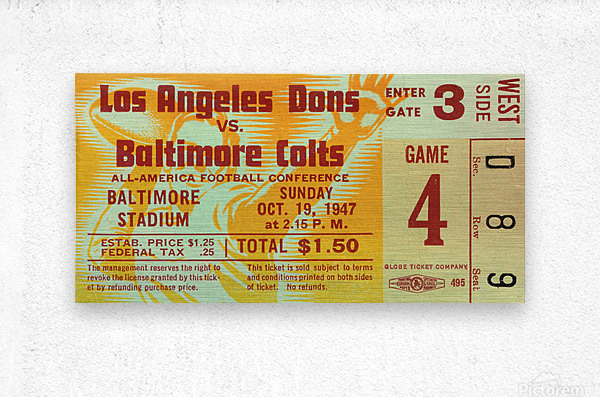 Los Angeles Dons
VS.
Baltimore Colts
ALL-AMERICA FOOTBALL CONFERENCE
BALTIMORE
STADIUM
SUNDAY
OCT. 19, 1947
at 2.15 P. M.
ESTAB. PRICE $1.25
FEDERAL TAX .25
TOTAL $1.50
The management reserves the right to
revoke the license granted by this tick-
et by refunding purchase price.
This ticket is sold subject to terms
and conditions printed on both sides
of ticket. No refunds.
ENTER
GATE 3
GAME
4
GLOBE TICKET COMPANY
495
WEST
SIDE
Sec. D
Row 8
Seat 9
Pictorem